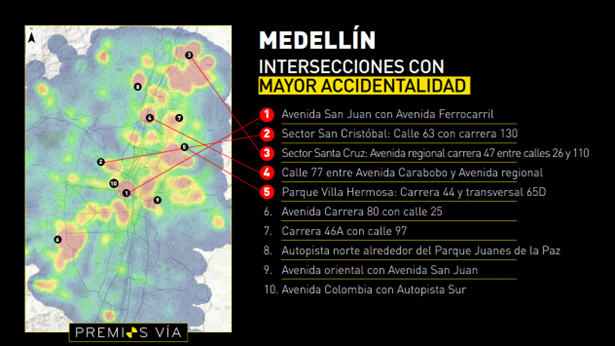 N
MEDELLÍN
INTERSECCIONES CON
MAYOR ACCIDENTALIDAD
1 Avenida San Juan con Avenida Ferrocarril
2 Sector San Cristóbal: Calle 63 con carrera 130
3 Sector Santa Cruz: Avenida regional carrera 47 entre calles 26 y 110
4 Calle 77 entre Avenida Carabobo y Avenida regional
5 Parque Villa Hermosa: Carrera 44 y transversal 65D
6. Avenida Carrera 80 con calle 25
7. Carrera 46A con calle 97
8. Autopista norte alrededor del Parque Juanes de la Paz
9. Avenida oriental con Avenida San Juan
10. Avenida Colombia con Autopista Sur
3
8
4
7
5
2
10
1
9
6
PREMIOS VÍA